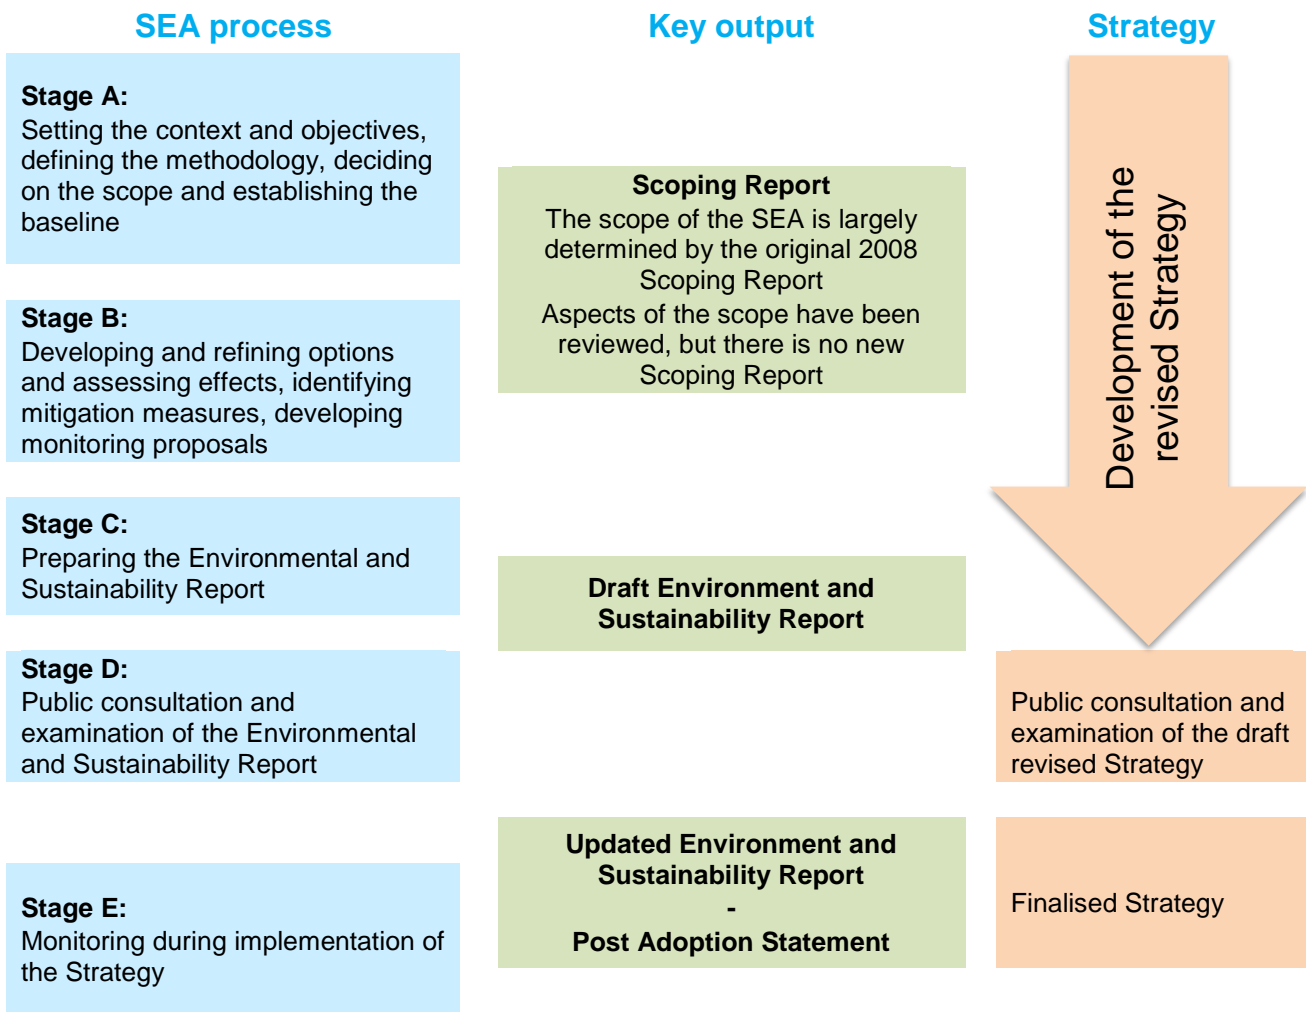 SEA process
Key output
Strategy
Stage A:
Setting the context and objectives,
defining the methodology, deciding
on the scope and establishing the
baseline
Stage B:
Developing and refining options
and assessing effects, identifying
mitigation measures, developing
monitoring proposals
Stage C:
Preparing the Environmental and
Sustainability Report
Stage D:
Public consultation and
examination of the Environmental
and Sustainability Report
Stage E:
Monitoring during implementation of
the Strategy
Scoping Report
The scope of the SEA is largely
determined by the original 2008
Scoping Report
Aspects of the scope have been
reviewed, but there is no new
Scoping Report
Draft Environment and
Sustainability Report
Updated Environment and
Sustainability Report
-
Post Adoption Statement
Development of the
revised Strategy
Public consultation and
examination of the draft
revised Strategy
Finalised Strategy